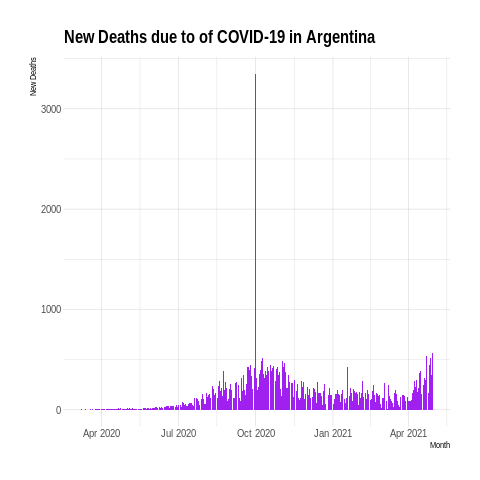 New Deaths due to of COVID-19 in Argentina
New Deaths
3000
2000
1000
0
Apr 2020 Jul 2020 Oct 2020 Jan 2021 Apr 2021
Month